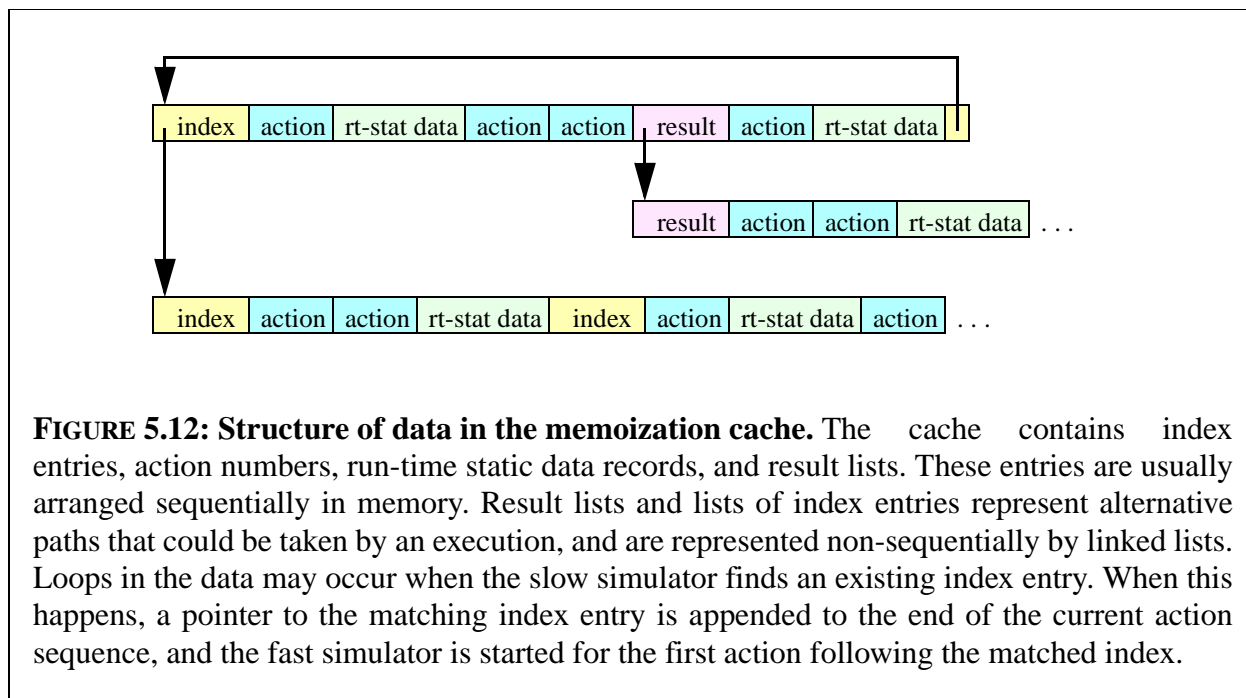 index action rt-stat data action action result action rt-stat data
result action action rt-stat data . . .
index action action rt-stat data index action rt-stat data action . . .
FIGURE 5.12: Structure of data in the memoization cache. The cache contains index
entries, action numbers, run-time static data records, and result lists. These entries are usually
arranged sequentially in memory. Result lists and lists of index entries represent alternative
paths that could be taken by an execution, and are represented non-sequentially by linked lists.
Loops in the data may occur when the slow simulator finds an existing index entry. When this
happens, a pointer to the matching index entry is appended to the end of the current action
sequence, and the fast simulator is started for the first action following the matched index.